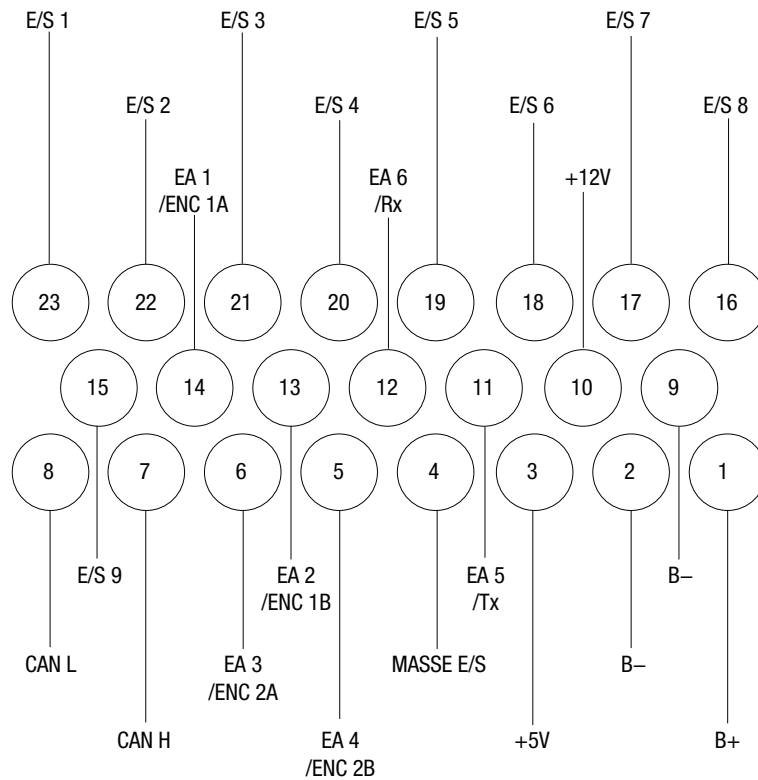 E/S 1
E/S 3
E/S 5
E/S 7
E/S 2
E/S 4
E/S 6
E/S 8
EA 1
/ENC 1A
EA 6
/Rx
+12V
23
22
21
20
19
18
17
16
15
14
13
12
11
10
9
8
7
6
5
4
3
2
1
E/S 9
EA 2
/ENC 1B
EA 5
/Tx
B–
CAN L
EA 3
/ENC 2A
MASSE E/S
B–
CAN H
EA 4
/ENC 2B
+5V
B+